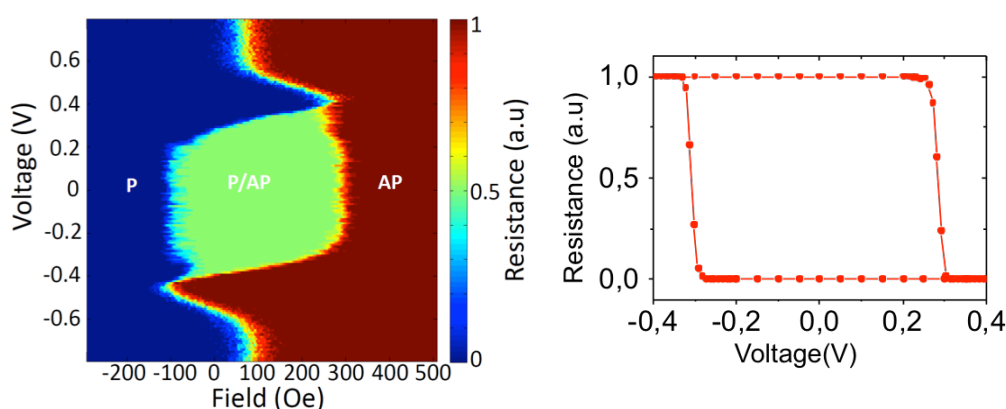 Voltage (V)
0.6
0.4
0.2
0
-0.2
-0.4
-0.6
P
P/AP
AP
-200 -100 0 100 200 300 400 500
Field (Oe)
1
0.5
0
Resistance (a.u)
Resistance (a.u)
1,0
0,5
0,0
-0,4 -0,2 0,0 0,2 0,4
Voltage(V)